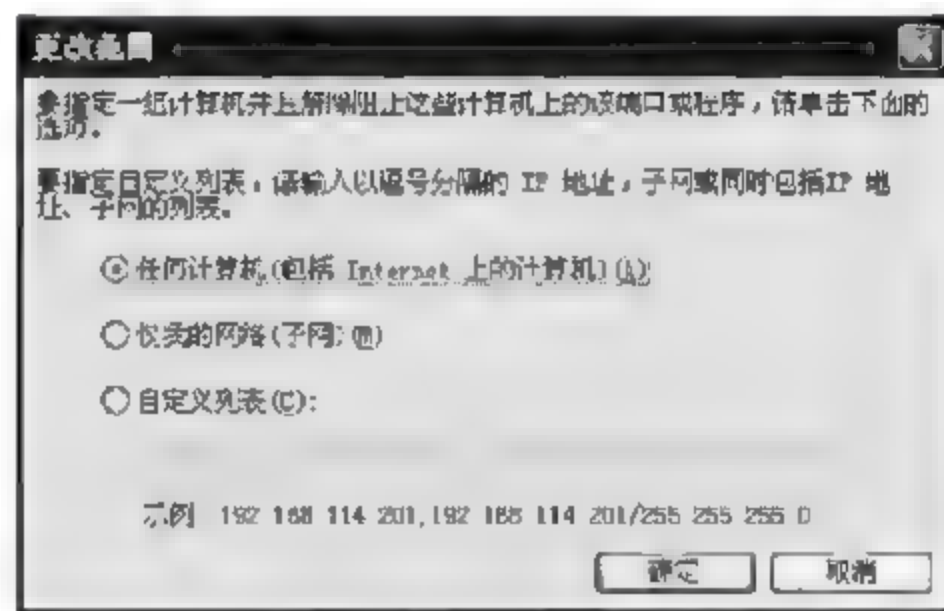 更改范围
要指定一组计算机并且解除阻止这些计算机上的该端口或程序，请单击下面的
选项。
要指定自定义列表，请输入以逗号分隔的 IP 地址，子网或同时包括IP 地
址、子网的列表。
任何计算机(包括 Internet 上的计算机)(A)
仅我的网络(子网)(M)
自定义列表(C):
示例 192 168 114 201,192 168 114 201/255 255 255 0
确定
取消